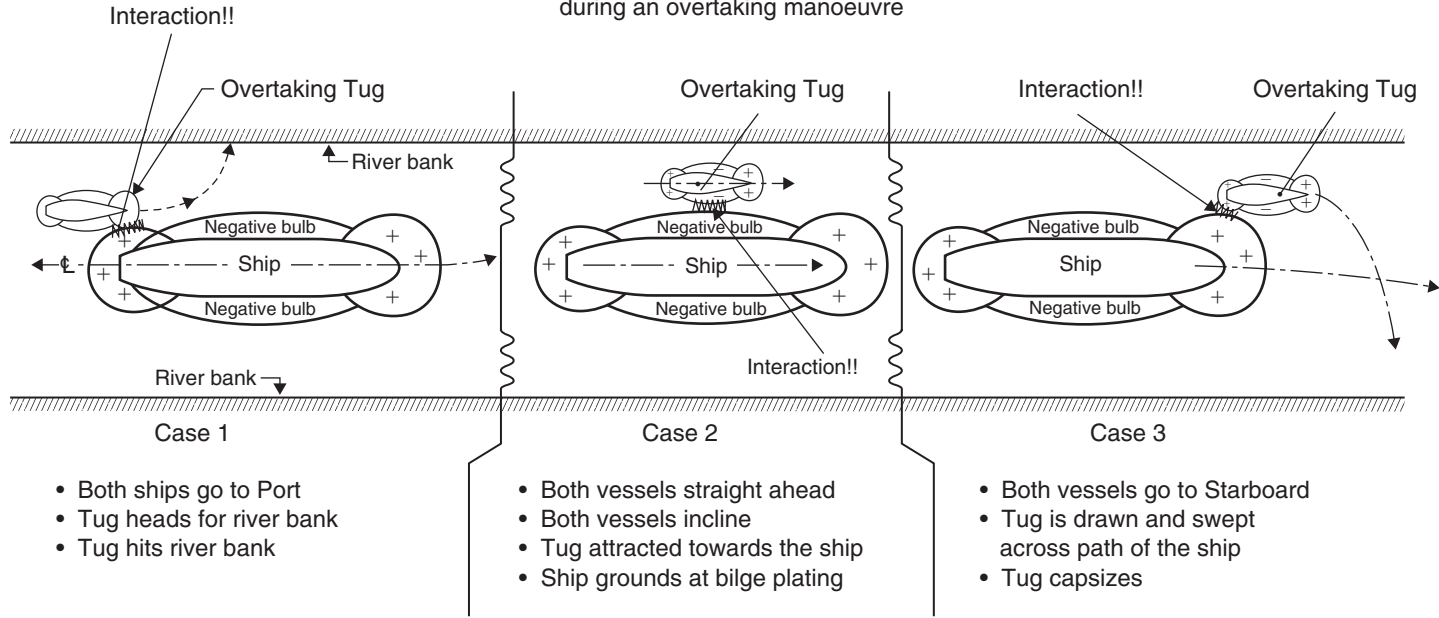 during an overtaking manoeuvre
Interaction!!
Overtaking Tug
River bank
Negative bulb
+ + + + + +
℄
Ship
Negative bulb
River bank
Overtaking Tug
+ + − + +
−
Negative bulb
+ + + + + +
Ship
Negative bulb
Interaction!!
Interaction!!
Overtaking Tug
+ + − + +
−
Negative bulb
+ + + + + +
Ship
Negative bulb
Case 1
• Both ships go to Port
• Tug heads for river bank
• Tug hits river bank
Case 2
• Both vessels straight ahead
• Both vessels incline
• Tug attracted towards the ship
• Ship grounds at bilge plating
Case 3
• Both vessels go to Starboard
• Tug is drawn and swept
across path of the ship
• Tug capsizes